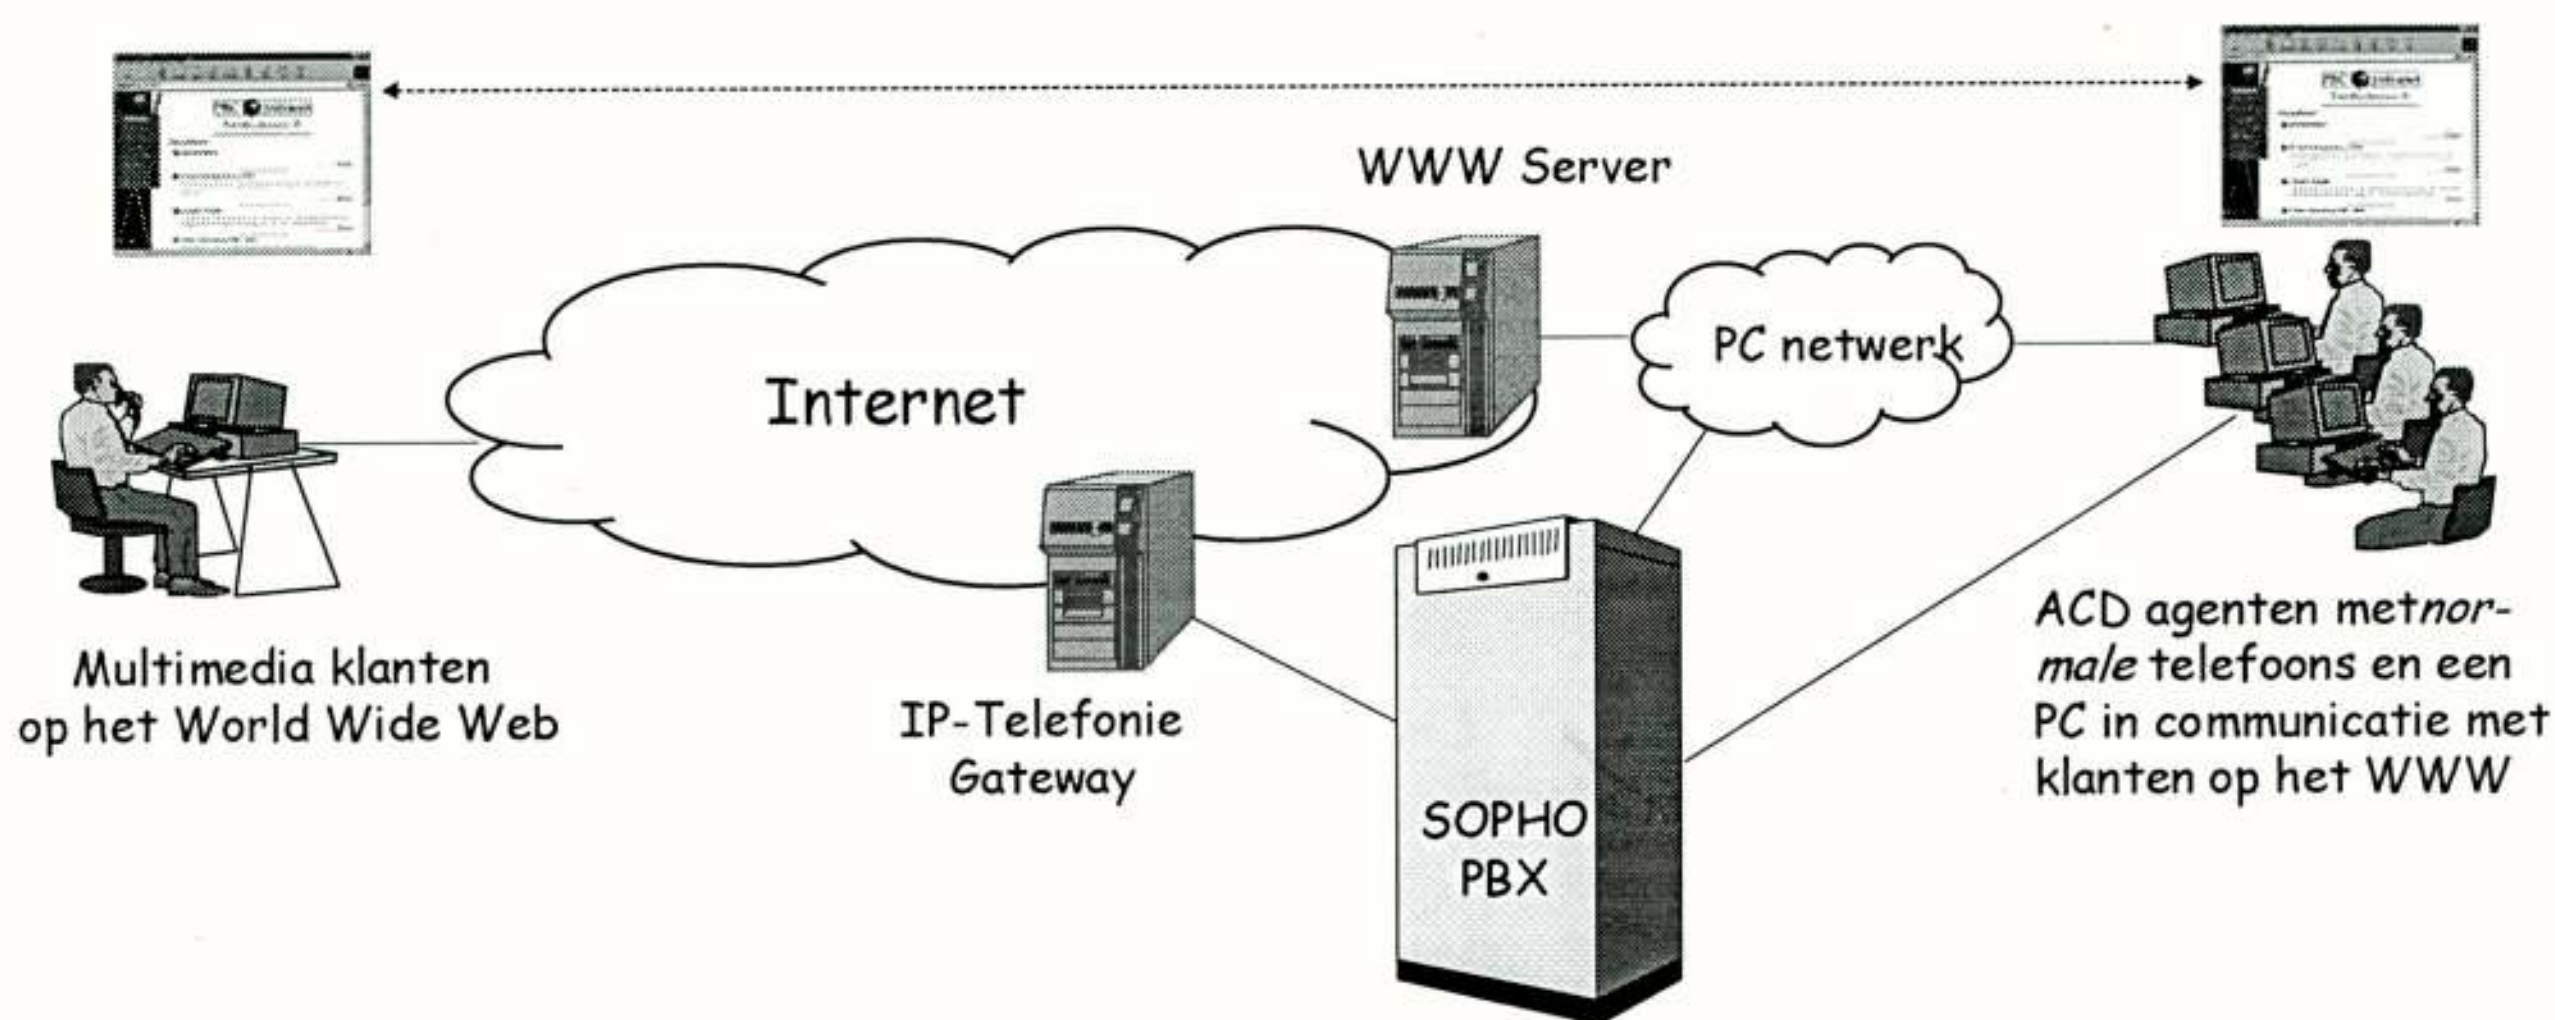 WWW Server
Internet
PC netwerk
Multimedia klanten
op het World Wide Web
IP-Telefonie
Gateway
SOPHO
PBX
ACD agenten metnor-
male telefoons en een
PC in communicatie met
klanten op het WWW